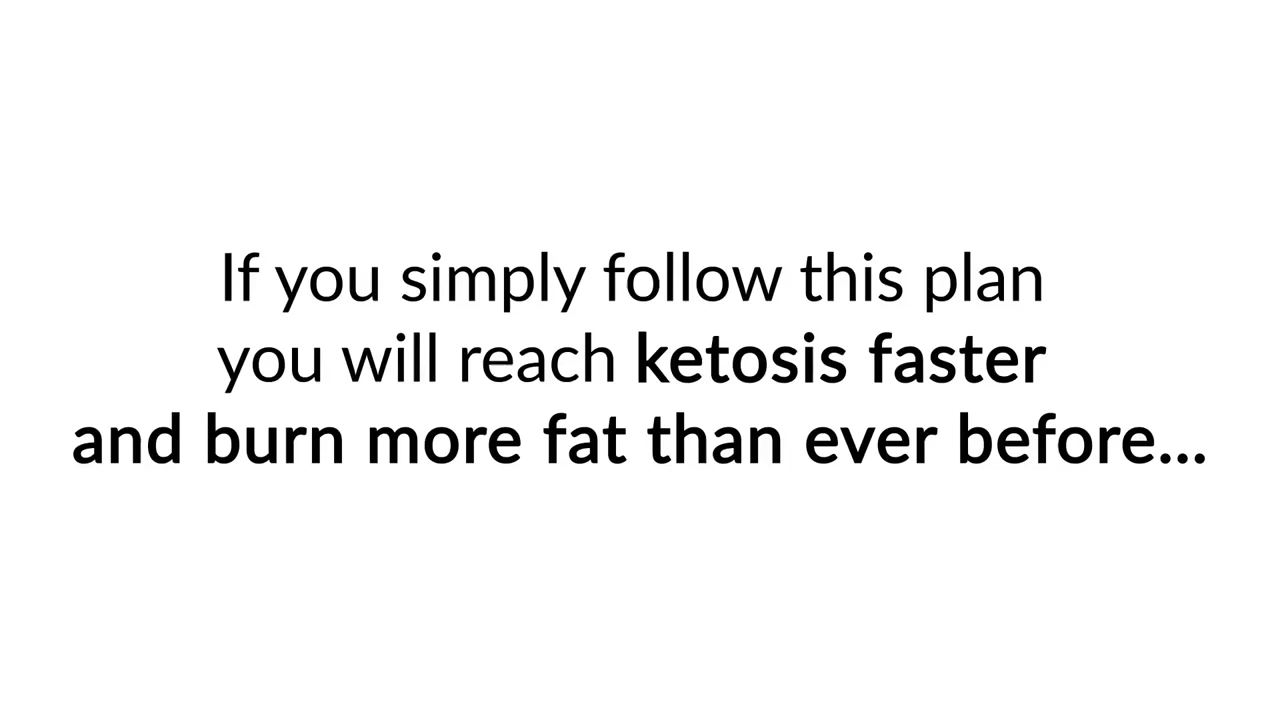 If you simply follow this plan
you will reach ketosis faster
and burn more fat than ever before...